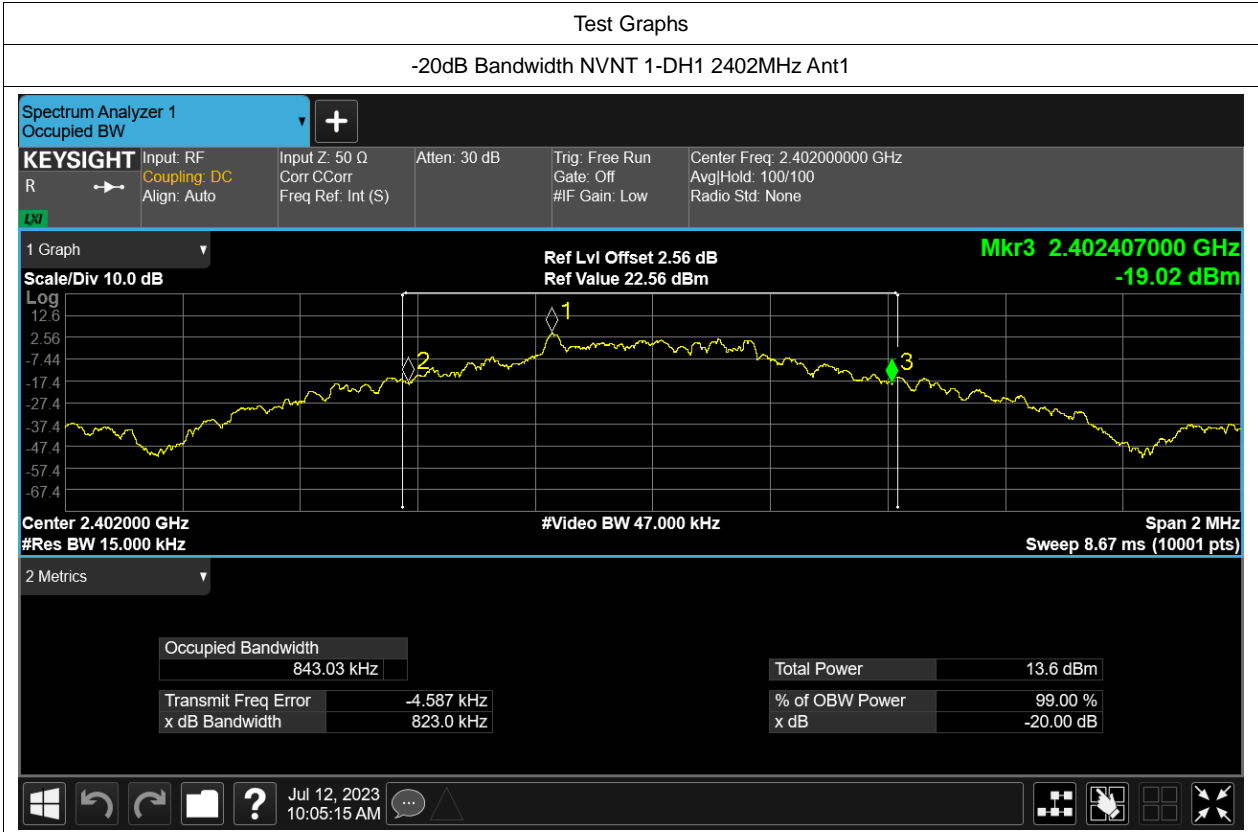 Test Graphs
-20dB Bandwidth NVNT 1-DH1 2402MHz Ant1
Spectrum Analyzer 1
Occupied BW
▼
+
KEYSIGHT
R
LXI
Input: RF
Coupling: DC
Align: Auto
Input Z: 50 Ω
Corr CCorr
Freq Ref: Int (S)
Atten: 30 dB
Trig: Free Run
Gate: Off
#IF Gain: Low
Center Freq: 2.402000000 GHz
Avg|Hold: 100/100
Radio Std: None
1 Graph ▼
Scale/Div 10.0 dB
Ref Lvl Offset 2.56 dB
Ref Value 22.56 dBm
Mkr3 2.402407000 GHz
-19.02 dBm
Log
12.6
2.56
-7.44
-17.4
-27.4
-37.4
-47.4
-57.4
-67.4
1
2
3
Center 2.402000 GHz
#Video BW 47.000 kHz
Span 2 MHz
#Res BW 15.000 kHz
Sweep 8.67 ms (10001 pts)
2 Metrics ▼
Occupied Bandwidth
843.03 kHz
Total Power 13.6 dBm
Transmit Freq Error -4.587 kHz
% of OBW Power 99.00 %
x dB Bandwidth 823.0 kHz
x dB -20.00 dB
?
Jul 12, 2023
10:05:15 AM